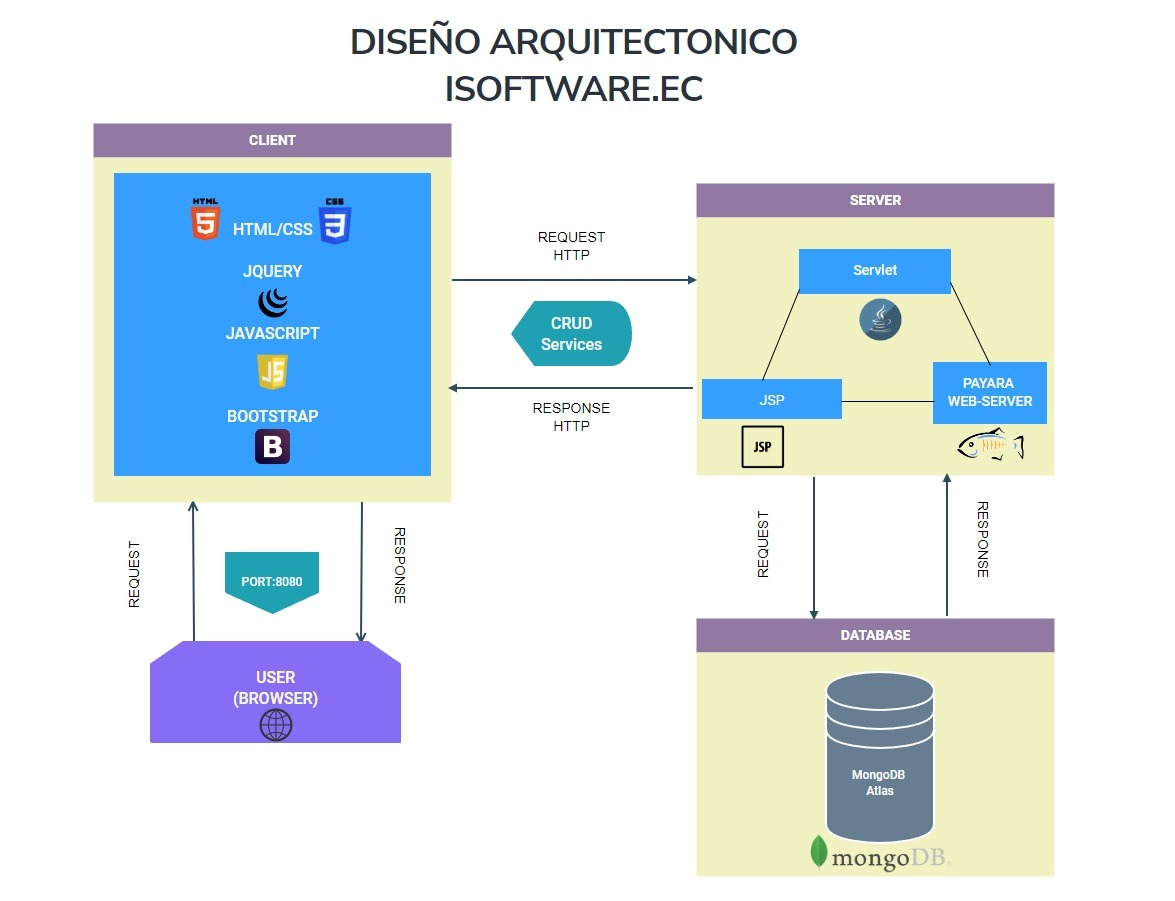 DISEÑO ARQUITECTONICO
ISOFTWARE.EC
CLIENT
HTML
CSS
5
3
HTML/CSS
JQUERY
JAVASCRIPT
JS
BOOTSTRAP
B
REQUEST
HTTP
CRUD
Services
RESPONSE
HTTP
SERVER
Servlet
JSP
PAYARA
WEB-SERVER
JSP
REQUEST
PORT:8080
RESPONSE
USER
(BROWSER)
REQUEST
RESPONSE
DATABASE
MongoDB
Atlas
mongoDB.